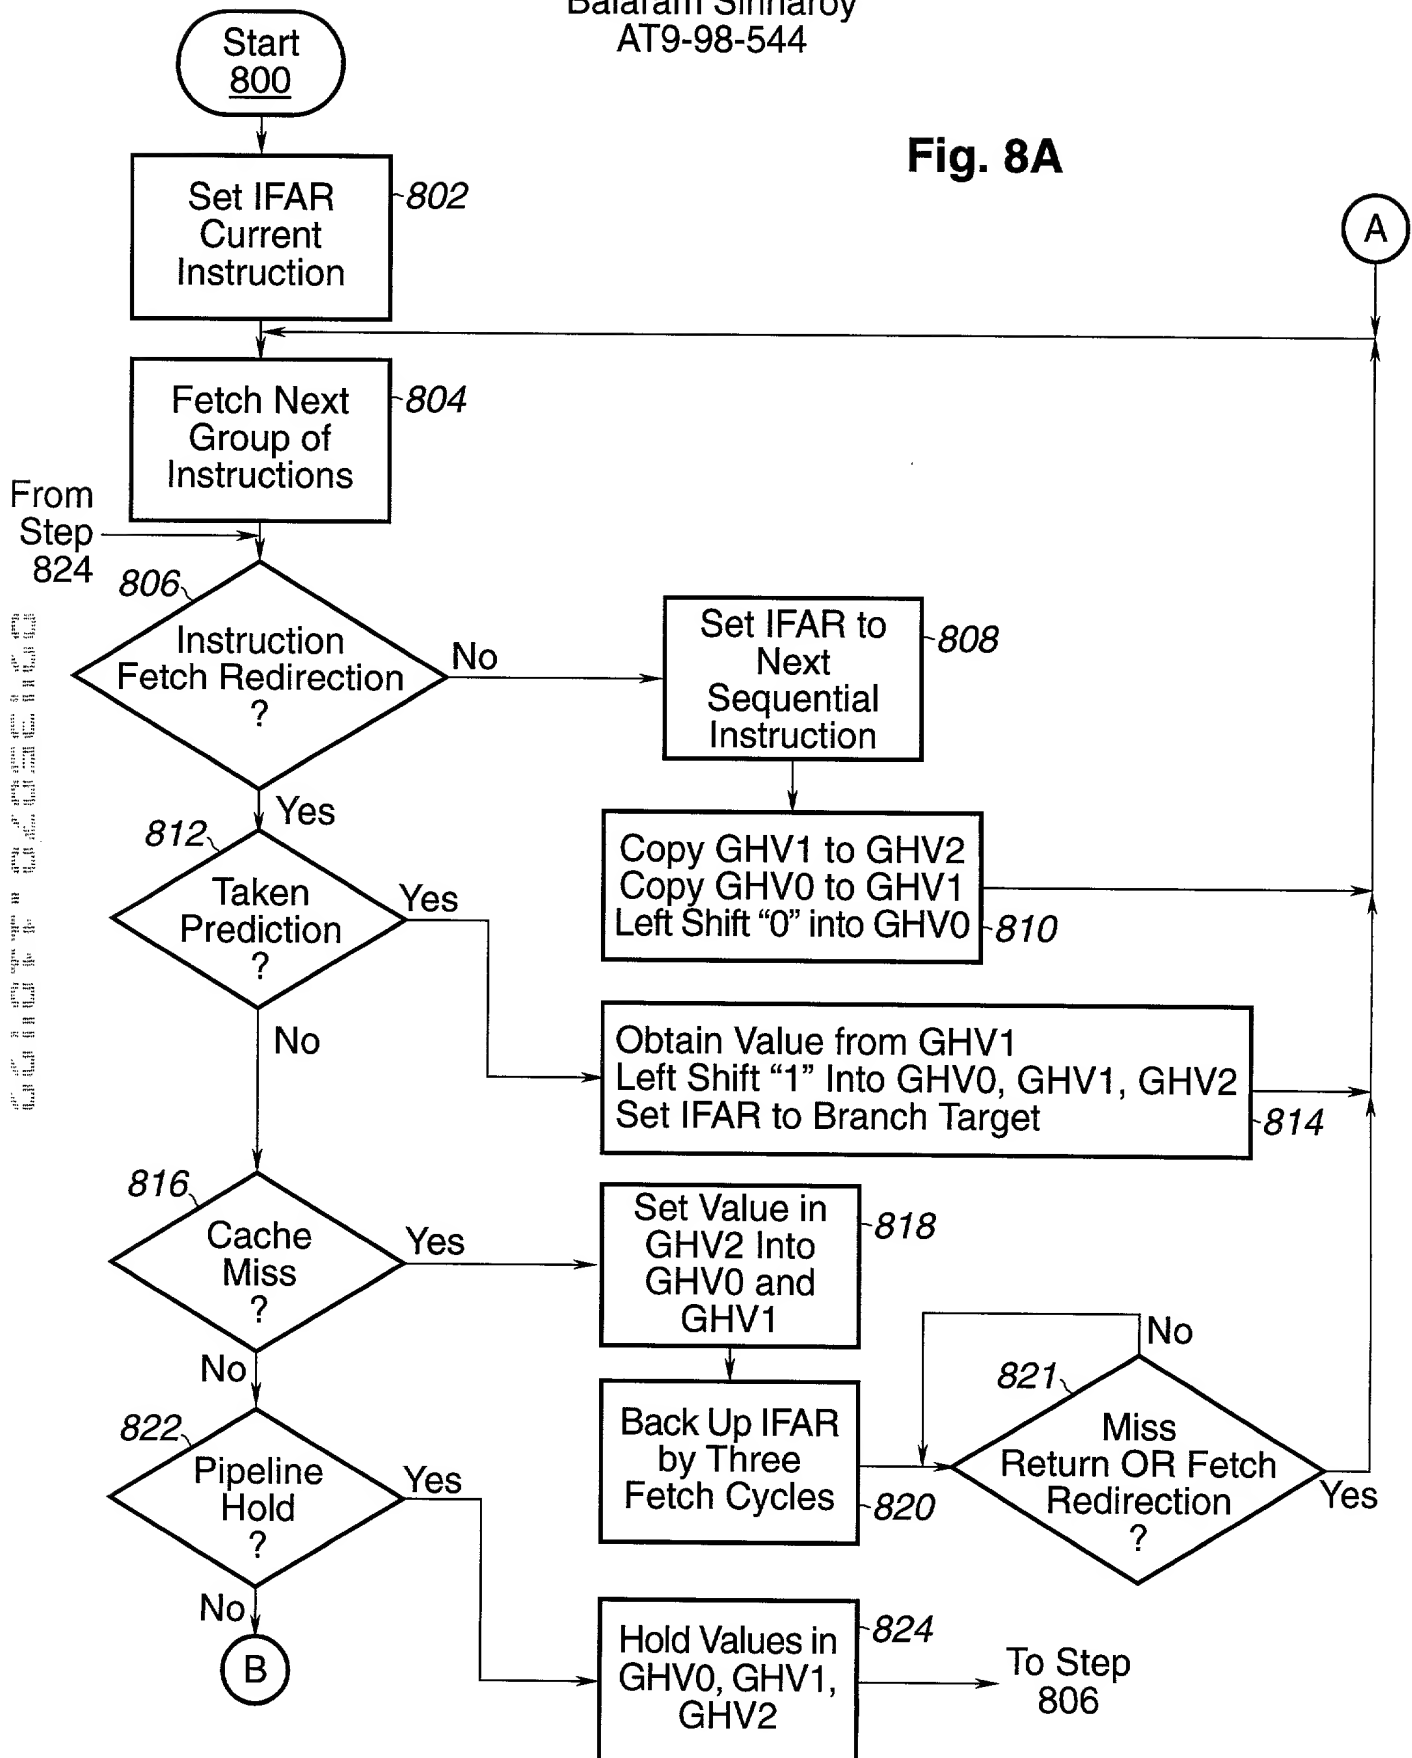 Balaram Sinharoy
AT9-98-544
Start
800
Fig. 8A
A
Set IFAR
Current
Instruction
802
Fetch Next
Group of
Instructions
804
From
Step
824
806
Instruction
Fetch Redirection
?
No
Yes
Set IFAR to
Next
Sequential
Instruction
808
Copy GHV1 to GHV2
Copy GHV0 to GHV1
Left Shift “0” into GHV0
810
812
Taken
Prediction
?
Yes
No
Obtain Value from GHV1
Left Shift “1” Into GHV0, GHV1, GHV2
Set IFAR to Branch Target
814
816
Cache
Miss
?
Yes
No
Set Value in
GHV2 Into
GHV0 and
GHV1
818
Back Up IFAR
by Three
Fetch Cycles
820
821
Miss
Return OR Fetch
Redirection
?
No
Yes
822
Pipeline
Hold
?
Yes
No
B
Hold Values in
GHV0, GHV1,
GHV2
824
To Step
806